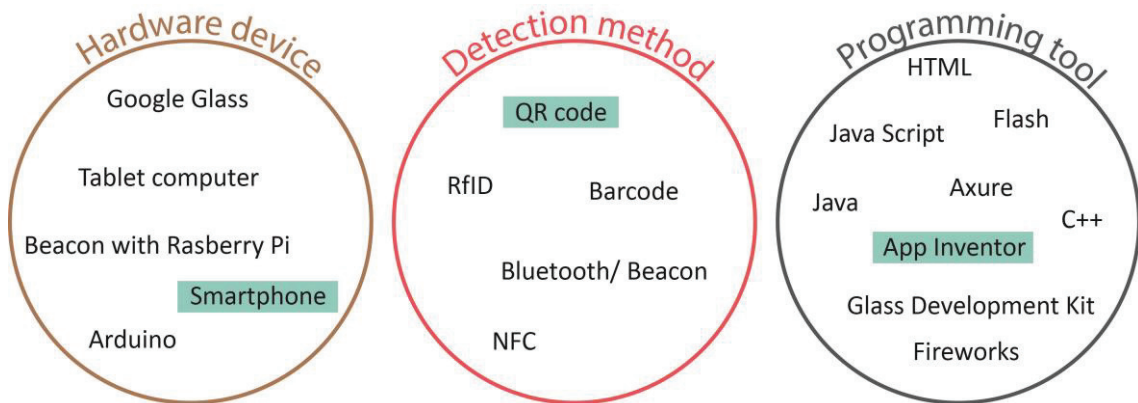 Hardware device
Google Glass
Tablet computer
Beacon with Rasberry Pi
Smartphone
Arduino
Detection method
QR code
RfID
Barcode
Bluetooth/ Beacon
NFC
Programming tool
HTML
Flash
Java Script
Axure
Java
C++
App Inventor
Glass Development Kit
Fireworks